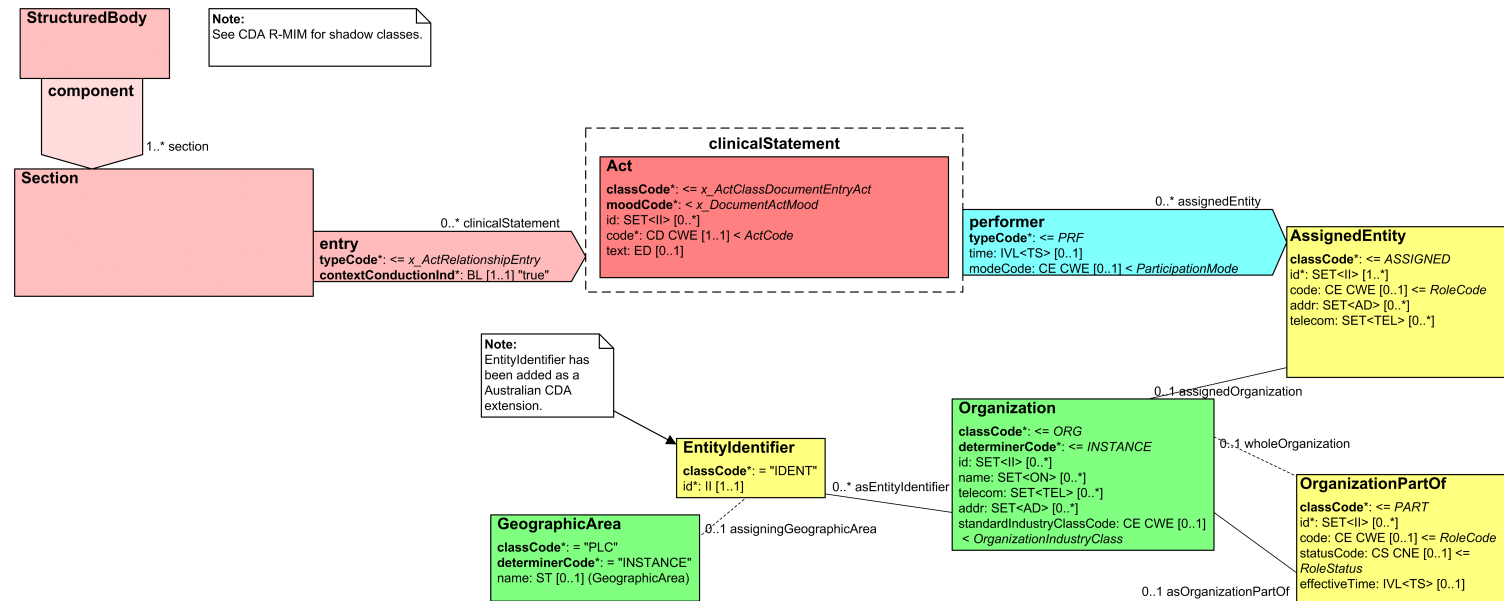 StructuredBody
Note:
See CDA R-MIM for shadow classes.
component
1..* section
Section
clinicalStatement
Act
classCode*: <= x_ActClassDocumentEntryAct
moodCode*: < x_DocumentActMood
id: SET<II> [0..*]
code*: CD CWE [1..1] < ActCode
text: ED [0..1]
0..* clinicalStatement
entry
typeCode*: <= x_ActRelationshipEntry
contextConductionInd*: BL [1..1] "true"
0..* assignedEntity
performer
typeCode*: <= PRF
time: IVL<TS> [0..1]
modeCode: CE CWE [0..1] < ParticipationMode
AssignedEntity
classCode*: <= ASSIGNED
id*: SET<II> [1..*]
code: CE CWE [0..1] <= RoleCode
addr: SET<AD> [0..*]
telecom: SET<TEL> [0..*]
Note:
EntityIdentifier has
been added as a
Australian CDA
extension.
0..1 assignedOrganization
Organization
classCode*: <= ORG
determinerCode*: <= INSTANCE
id: SET<II> [0..*]
name: SET<ON> [0..*]
telecom: SET<TEL> [0..*]
addr: SET<AD> [0..*]
standardIndustryClassCode: CE CWE [0..1]
< OrganizationIndustryClass
0..1 wholeOrganization
EntityIdentifier
classCode*: = "IDENT"
id*: II [1..1]
0..* asEntityIdentifier
OrganizationPartOf
classCode*: <= PART
id*: SET<II> [0..*]
code: CE CWE [0..1] <= RoleCode
statusCode: CS CNE [0..1] <=
RoleStatus
effectiveTime: IVL<TS> [0..1]
GeographicArea
classCode*: = "PLC"
determinerCode*: = "INSTANCE"
name: ST [0..1] (GeographicArea)
0..1 assigningGeographicArea
0..1 asOrganizationPartOf